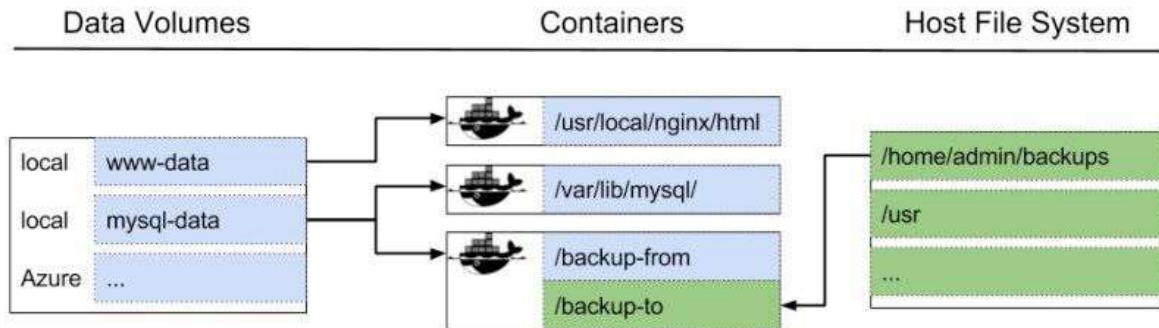 Data Volumes
Containers
Host File System
local www-data
local mysql-data
Azure ...
/usr/local/nginx/html
/var/lib/mysql/
/backup-from
/backup-to
/home/admin/backups
/usr
...